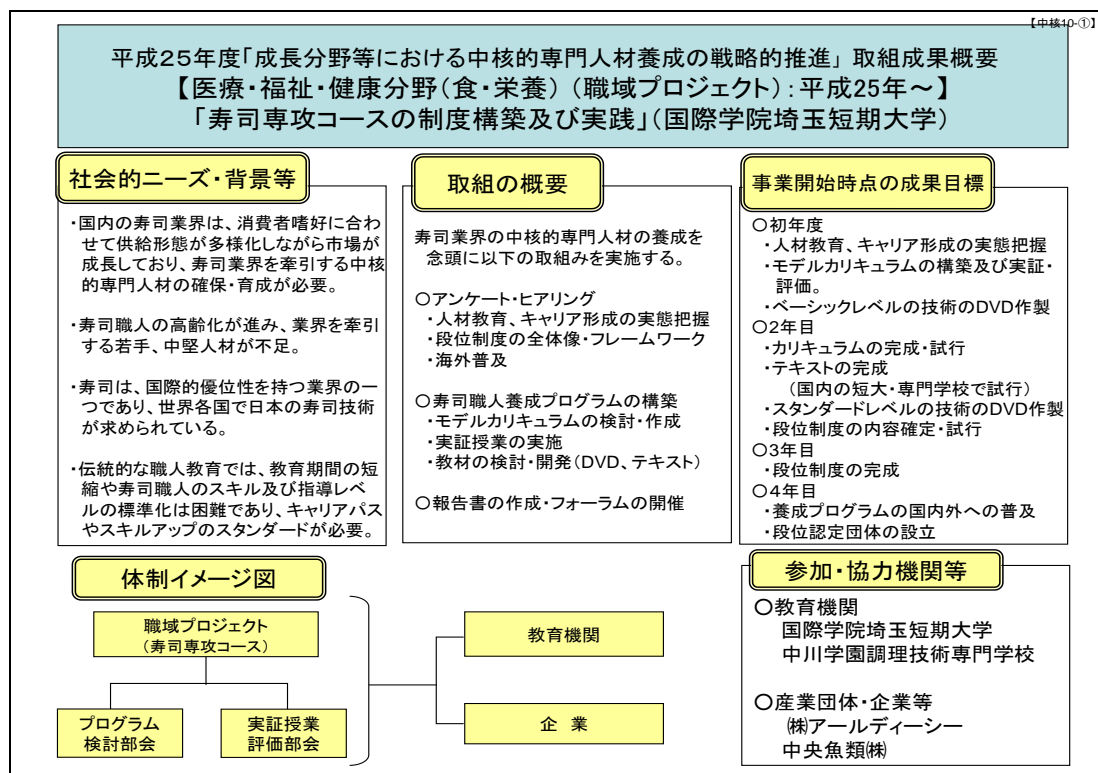 【中核10-①】
平成25年度「成長分野等における中核的専門人材養成の戦略的推進」 取組成果概要
【医療・福祉・健康分野(食・栄養) (職域プロジェクト):平成25年~】
「寿司専攻コースの制度構築及び実践」(国際学院埼玉短期大学)
社会的ニーズ・背景等
・国内の寿司業界は、消費者嗜好に合わ
せて供給形態が多様化しながら市場が
成長しており、寿司業界を牽引する中核
的専門人材の確保・育成が必要。
・寿司職人の高齢化が進み、業界を牽引
する若手、中堅人材が不足。
・寿司は、国際的優位性を持つ業界の一
つであり、世界各国で日本の寿司技術
が求められている。
・伝統的な職人教育では、教育期間の短
縮や寿司職人のスキル及び指導レベ
ルの標準化は困難であり、キャリアパス
やスキルアップのスタンダードが必要。
取組の概要
寿司業界の中核的専門人材の養成を
念頭に以下の取組みを実施する。
○アンケート・ヒアリング
・人材教育、キャリア形成の実態把握
・段位制度の全体像・フレームワーク
・海外普及
○寿司職人養成プログラムの構築
・モデルカリキュラムの検討・作成
・実証授業の実施
・教材の検討・開発(DVD、テキスト)
○報告書の作成・フォーラムの開催
事業開始時点の成果目標
○初年度
・人材教育、キャリア形成の実態把握
・モデルカリキュラムの構築及び実証・
評価。
・ベーシックレベルの技術のDVD作製
○2年目
・カリキュラムの完成・試行
・テキストの完成
(国内の短大・専門学校で試行)
・スタンダードレベルの技術のDVD作製
・段位制度の内容確定・試行
○3年目
・段位制度の完成
○4年目
・養成プログラムの国内外への普及
・段位認定団体の設立
体制イメージ図
職域プロジェクト
(寿司専攻コース)
プログラム
検討部会
実証授業
評価部会
教育機関
企 業
参加・協力機関等
○教育機関
国際学院埼玉短期大学
中川学園調理技術専門学校
○産業団体・企業等
㈱アールディーシー
中央魚類㈱